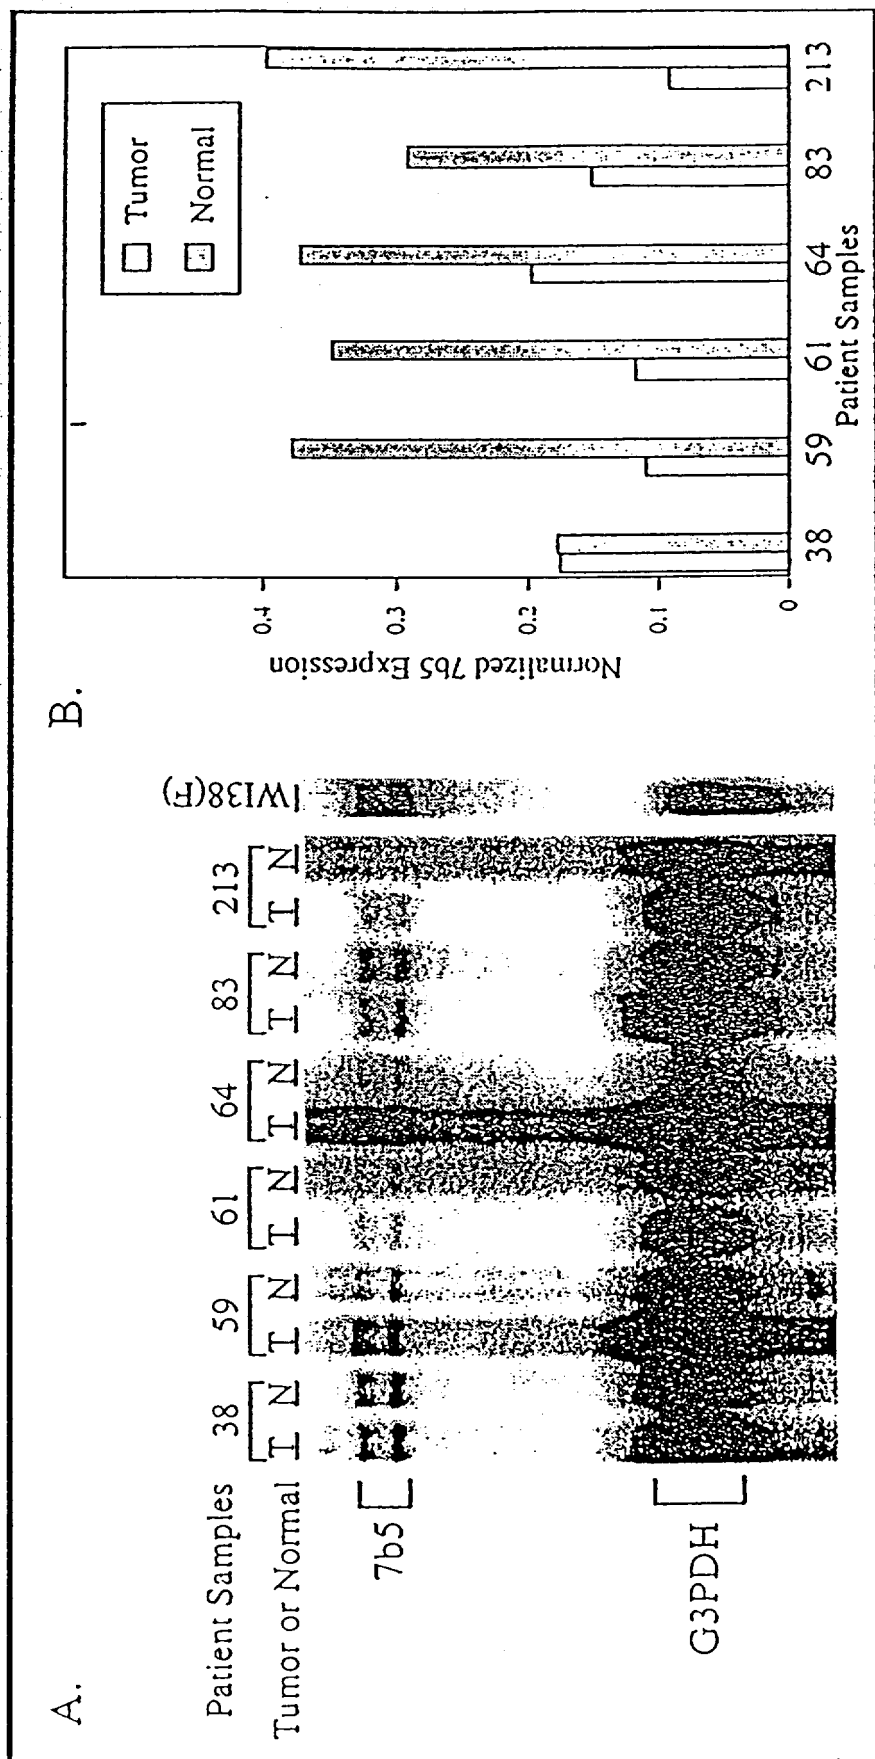 A.
Patient Samples 38 59 61 64 83 213
Tumor or Normal T N T N T N T N T N T N WI38(F)
7b5
G3PDH
B.
Tumor
Normal
Normalized 7b5 Expression
0.4
0.3
0.2
0.1
0
38 59 61 64 83 213
Patient Samples